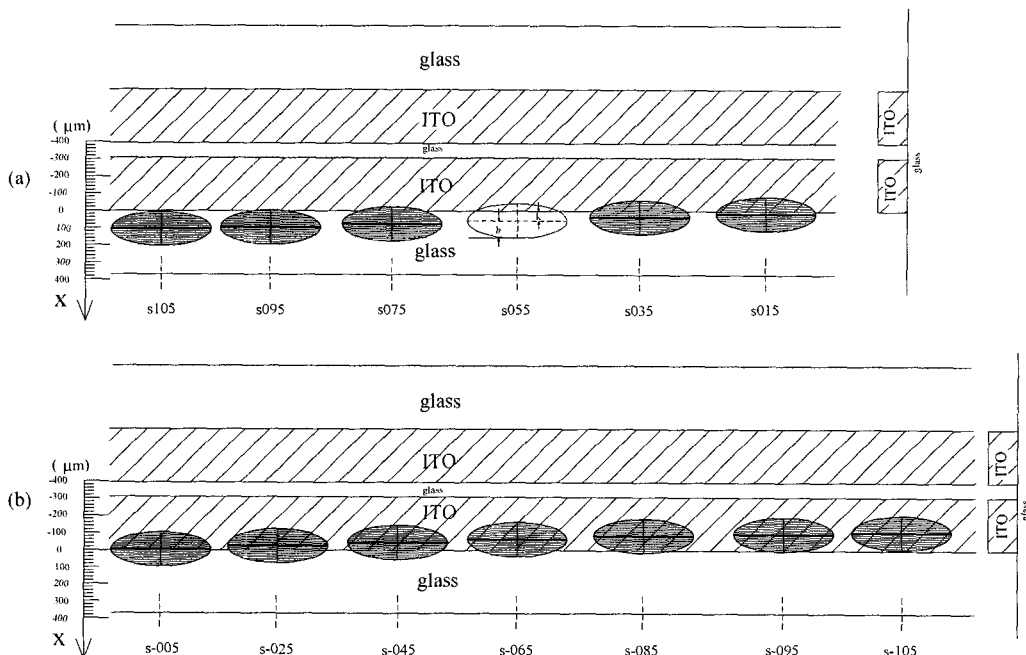 glass
ITO
ITO
( μm)
-400
glass
-300
-200
ITO
ITO
glass
(a)
-100
0
100
b
200
glass
300
400
X
s105
s095
s075
s055
s035
s015
glass
ITO
ITO
( μm)
-400
glass
-300
-200
ITO
ITO
glass
(b)
-100
0
100
200
glass
300
400
X
s-005
s-025
s-045
s-065
s-085
s-095
s-105